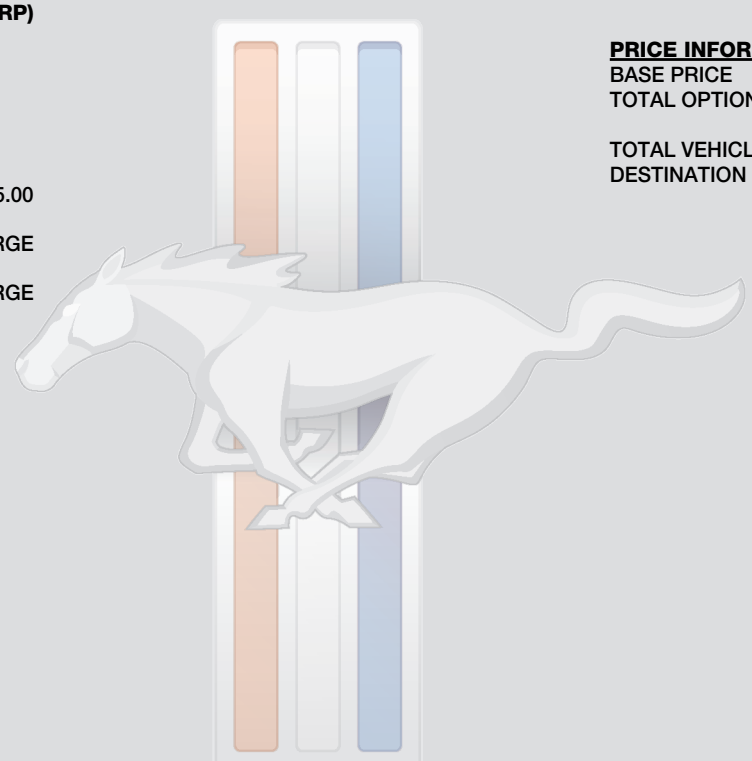 RP)
5.00
RGE
RGE
PRICE INFOR
BASE PRICE
TOTAL OPTION
TOTAL VEHICL
DESTINATION